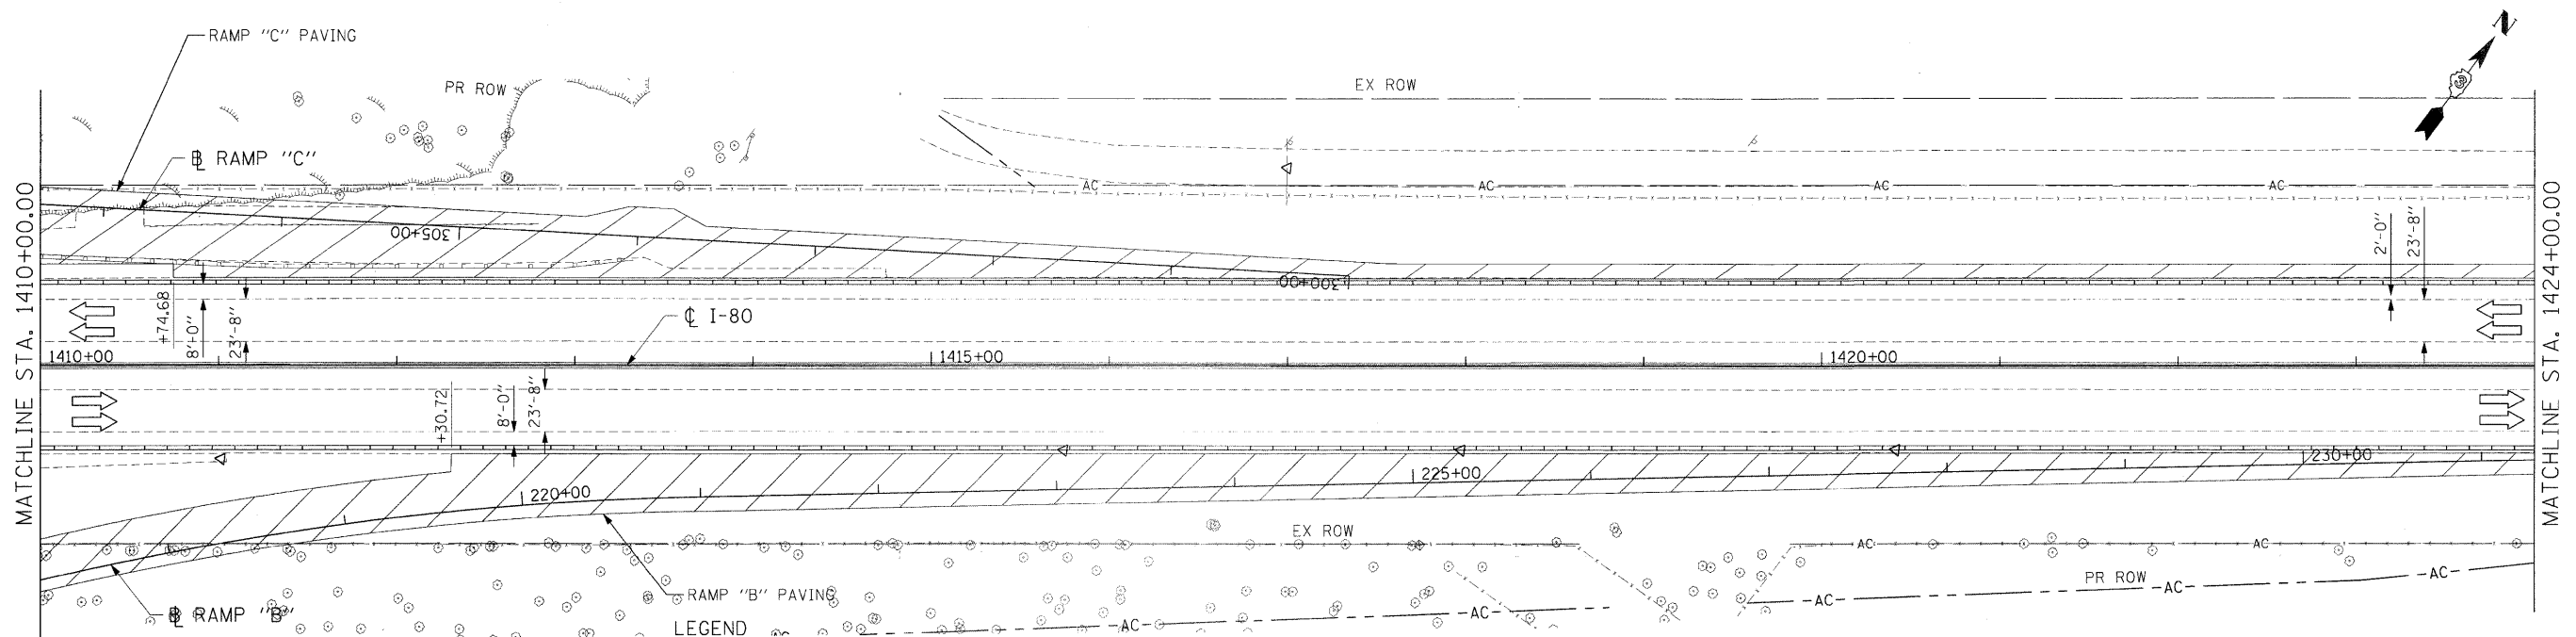 RAMP "C" PAVING
PR ROW
EX ROW
N
℄ RAMP "C"
AC
AC
AC
AC
305+00
300+00
2'-0"
23'-8"
MATCHLINE STA. 1410+00.00
MATCHLINE STA. 1424+00.00
+74.68
8'-0"
23'-8"
℄ I-80
1410+00
1415+00
1420+00
+30.72
8'-0"
23'-8"
220+00
225+00
230+00
EX ROW
AC
AC
RAMP "B" PAVING
PR ROW
AC
AC
AC
AC
AC
AC
℄ RAMP "B"
LEGEND